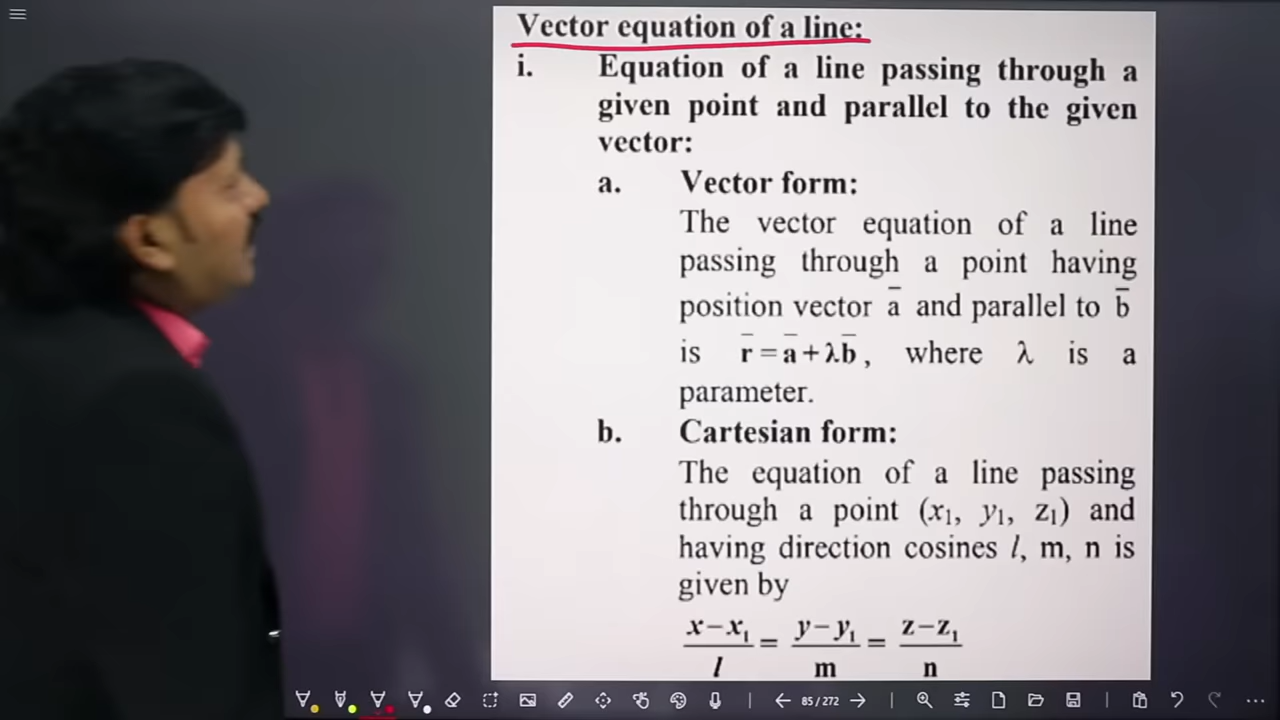 Vector equation of a line:
i. Equation of a line passing through a
given point and parallel to the given
vector:
a. Vector form:
The vector equation of a line
passing through a point having
position vector a̅ and parallel to b̅
is r̅ = a̅ + λb̅ , where λ is a
parameter.
b. Cartesian form:
The equation of a line passing
through a point (x₁, y₁, z₁) and
having direction cosines l, m, n is
given by
(x−x₁)/l = (y−y₁)/m = (z−z₁)/n
85 / 272